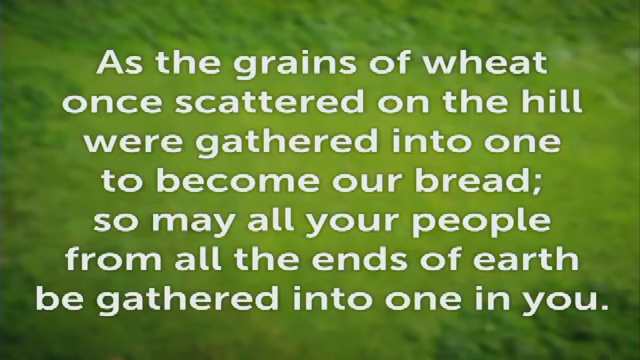 As the grains of wheat
once scattered on the hill
were gathered into one
to become our bread;
so may all your people
from all the ends of earth
be gathered into one in you.